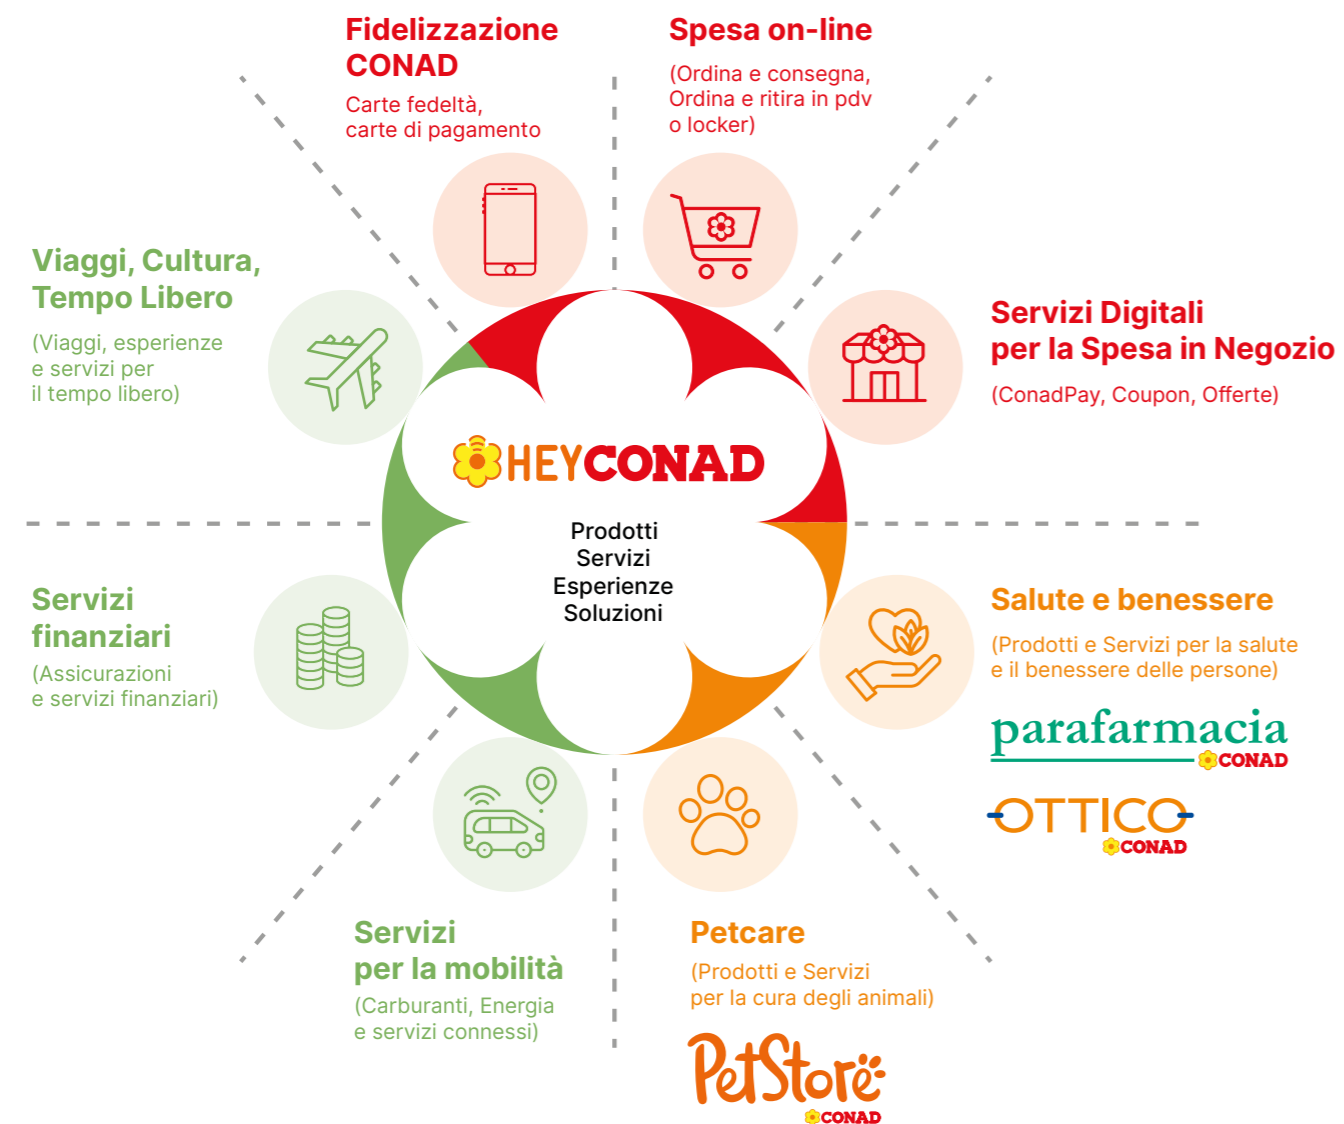 Fidelizzazione
CONAD
Carte fedeltà,
carte di pagamento
Spesa on-line
(Ordina e consegna,
Ordina e ritira in pdv
o locker)
Servizi Digitali
per la Spesa in Negozio
(ConadPay, Coupon, Offerte)
Salute e benessere
(Prodotti e Servizi per la salute
e il benessere delle persone)
parafarmacia
CONAD
OTTICO
CONAD
Petcare
(Prodotti e Servizi
per la cura degli animali)
PetStore
CONAD
Servizi
per la mobilità
(Carburanti, Energia
e servizi connessi)
Servizi
finanziari
(Assicurazioni
e servizi finanziari)
Viaggi, Cultura,
Tempo Libero
(Viaggi, esperienze
e servizi per
il tempo libero)
HEYCONAD
Prodotti
Servizi
Esperienze
Soluzioni